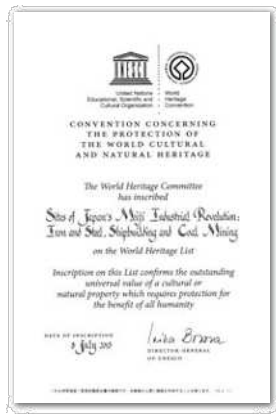 United Nations
Educational, Scientific and
Cultural Organization
World
Heritage
Convention
CONVENTION CONCERNING
THE PROTECTION OF
THE WORLD CULTURAL
AND NATURAL HERITAGE
The World Heritage Committee
has inscribed
Sites of Japan's Meiji Industrial Revolution:
Iron and Steel, Shipbuilding and Coal Mining
on the World Heritage List
Inscription on this List confirms the outstanding
universal value of a cultural or
natural property which requires protection for
the benefit of all humanity
DATE OF INSCRIPTION
8 July 2015
Irina Bokova
DIRECTOR-GENERAL
OF UNESCO